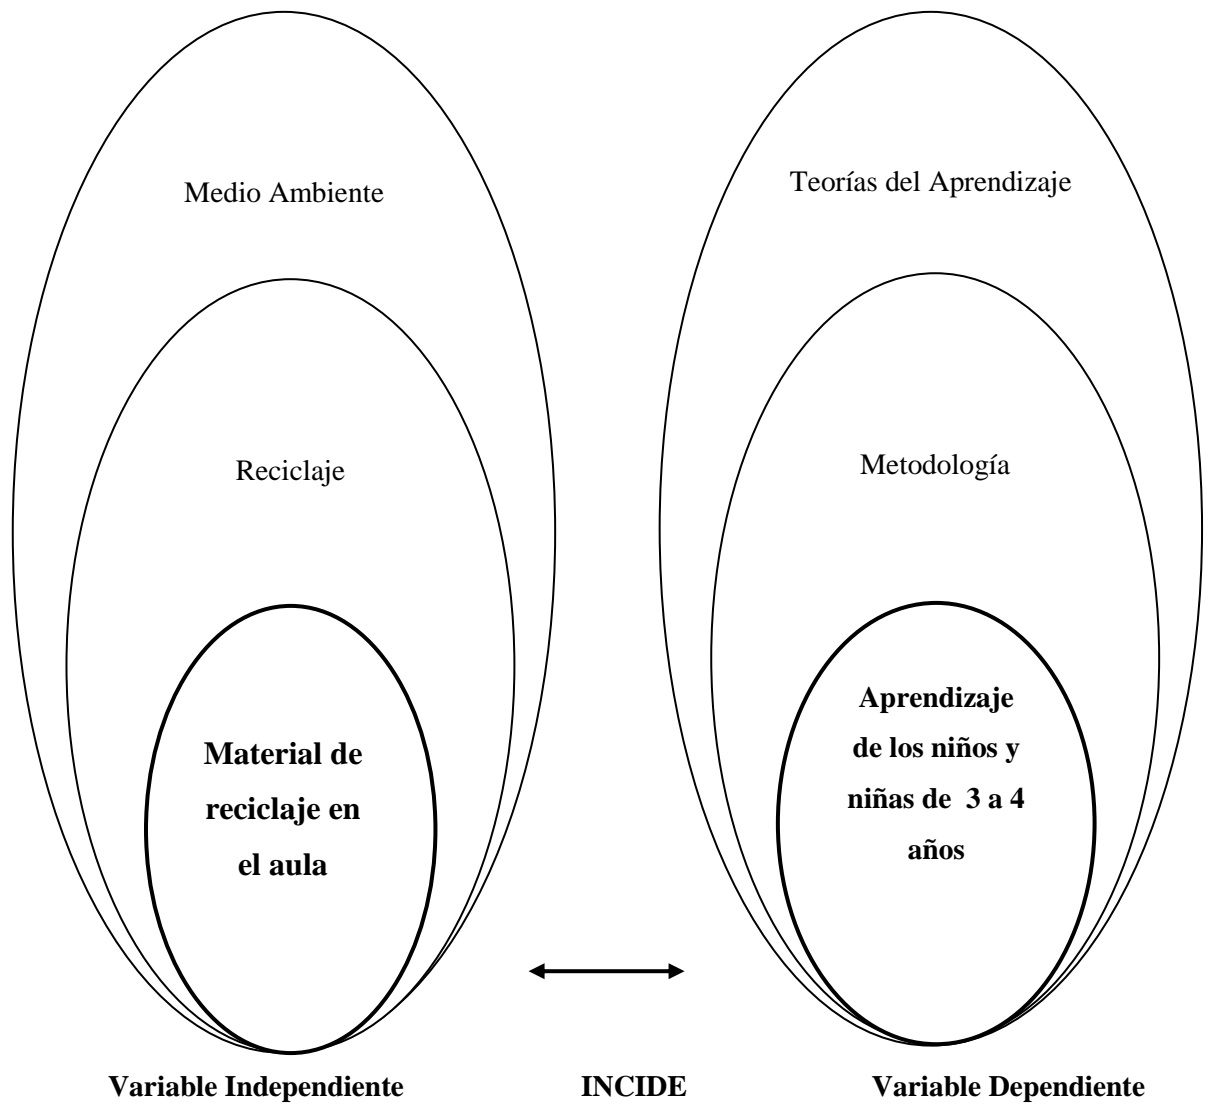 Medio Ambiente
Reciclaje
Material de
reciclaje en
el aula
Teorías del Aprendizaje
Metodología
Aprendizaje
de los niños y
niñas de 3 a 4
años
Variable Independiente
INCIDE
Variable Dependiente